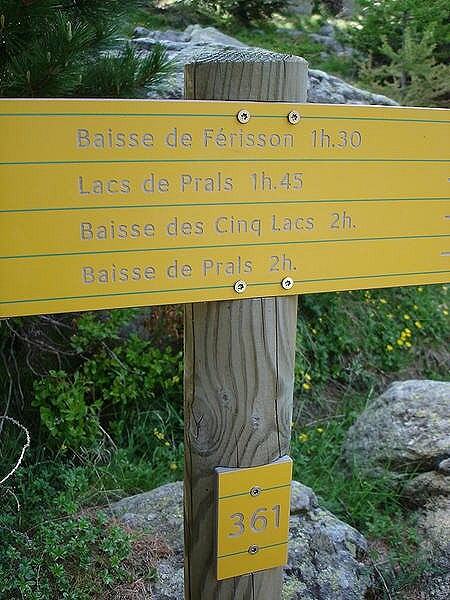 Baisse de Férisson 1h.30
Lacs de Prals 1h.45
Baisse des Cinq Lacs 2h.
Baisse de Prals 2h.
361